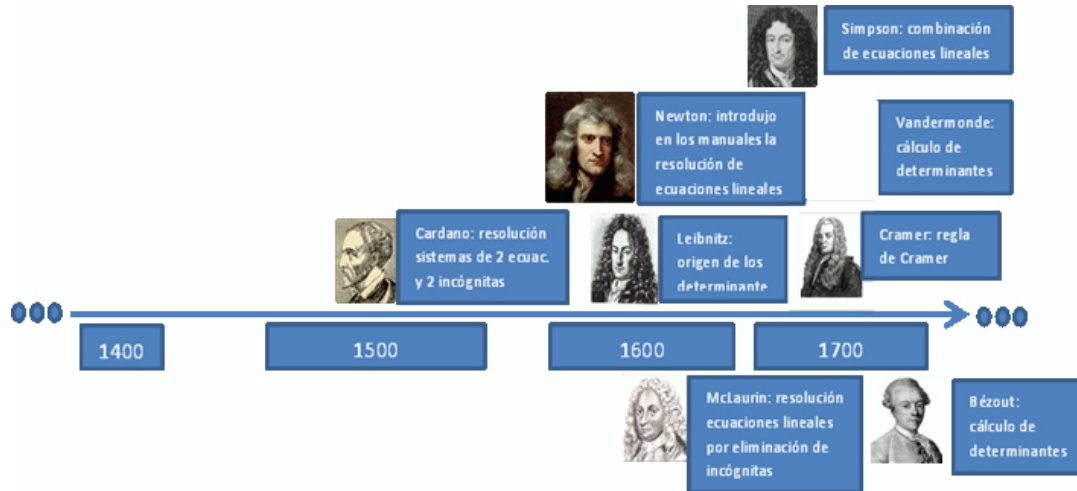 Simpson: combinación
de ecuaciones lineales
Newton: introdujo
en los manuales la
resolución de
ecuaciones lineales
Vandermonde:
cálculo de
determinantes
Cardano: resolución
sistemas de 2 ecuac.
y 2 incógnitas
Leibnitz:
origen de los
determinante
Cramer: regla
de Cramer
1400
1500
1600
1700
McLaurin: resolución
ecuaciones lineales
por eliminación de
incógnitas
Bézout:
cálculo de
determinantes